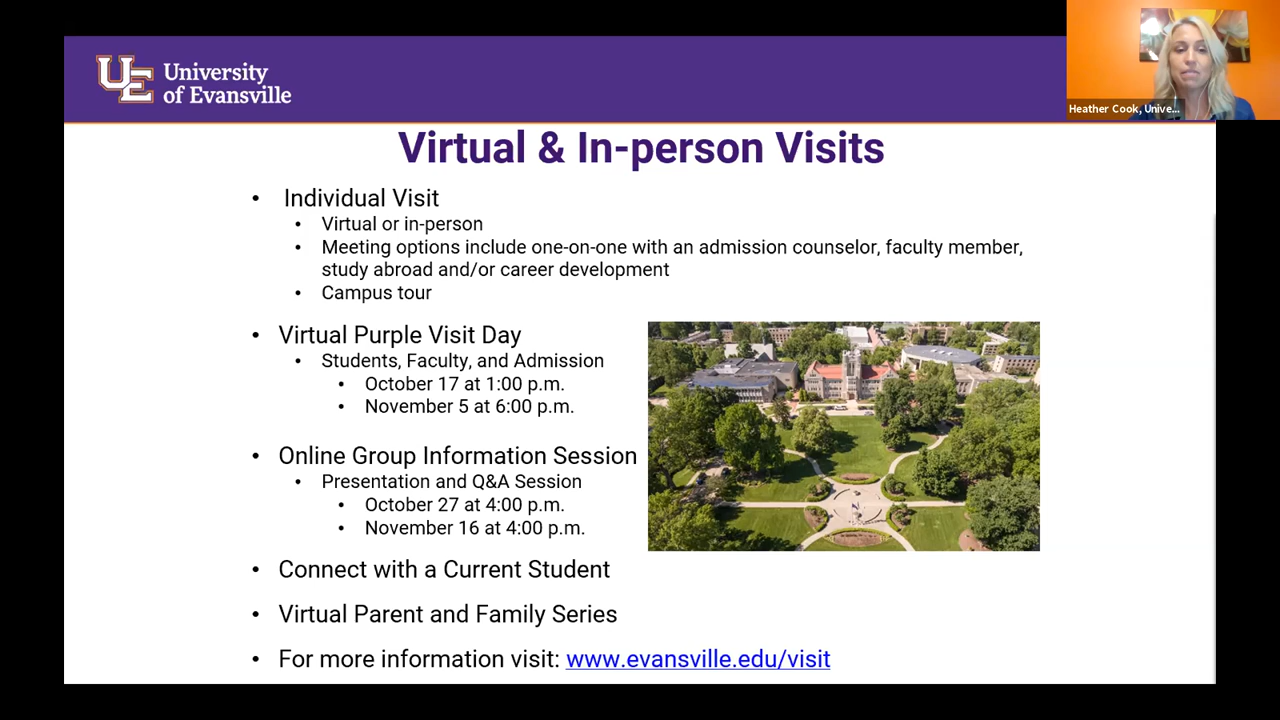 UE University
of Evansville
Heather Cook, Unive...
Virtual & In-person Visits
• Individual Visit
• Virtual or in-person
• Meeting options include one-on-one with an admission counselor, faculty member,
study abroad and/or career development
• Campus tour
• Virtual Purple Visit Day
• Students, Faculty, and Admission
• October 17 at 1:00 p.m.
• November 5 at 6:00 p.m.
• Online Group Information Session
• Presentation and Q&A Session
• October 27 at 4:00 p.m.
• November 16 at 4:00 p.m.
• Connect with a Current Student
• Virtual Parent and Family Series
• For more information visit: www.evansville.edu/visit